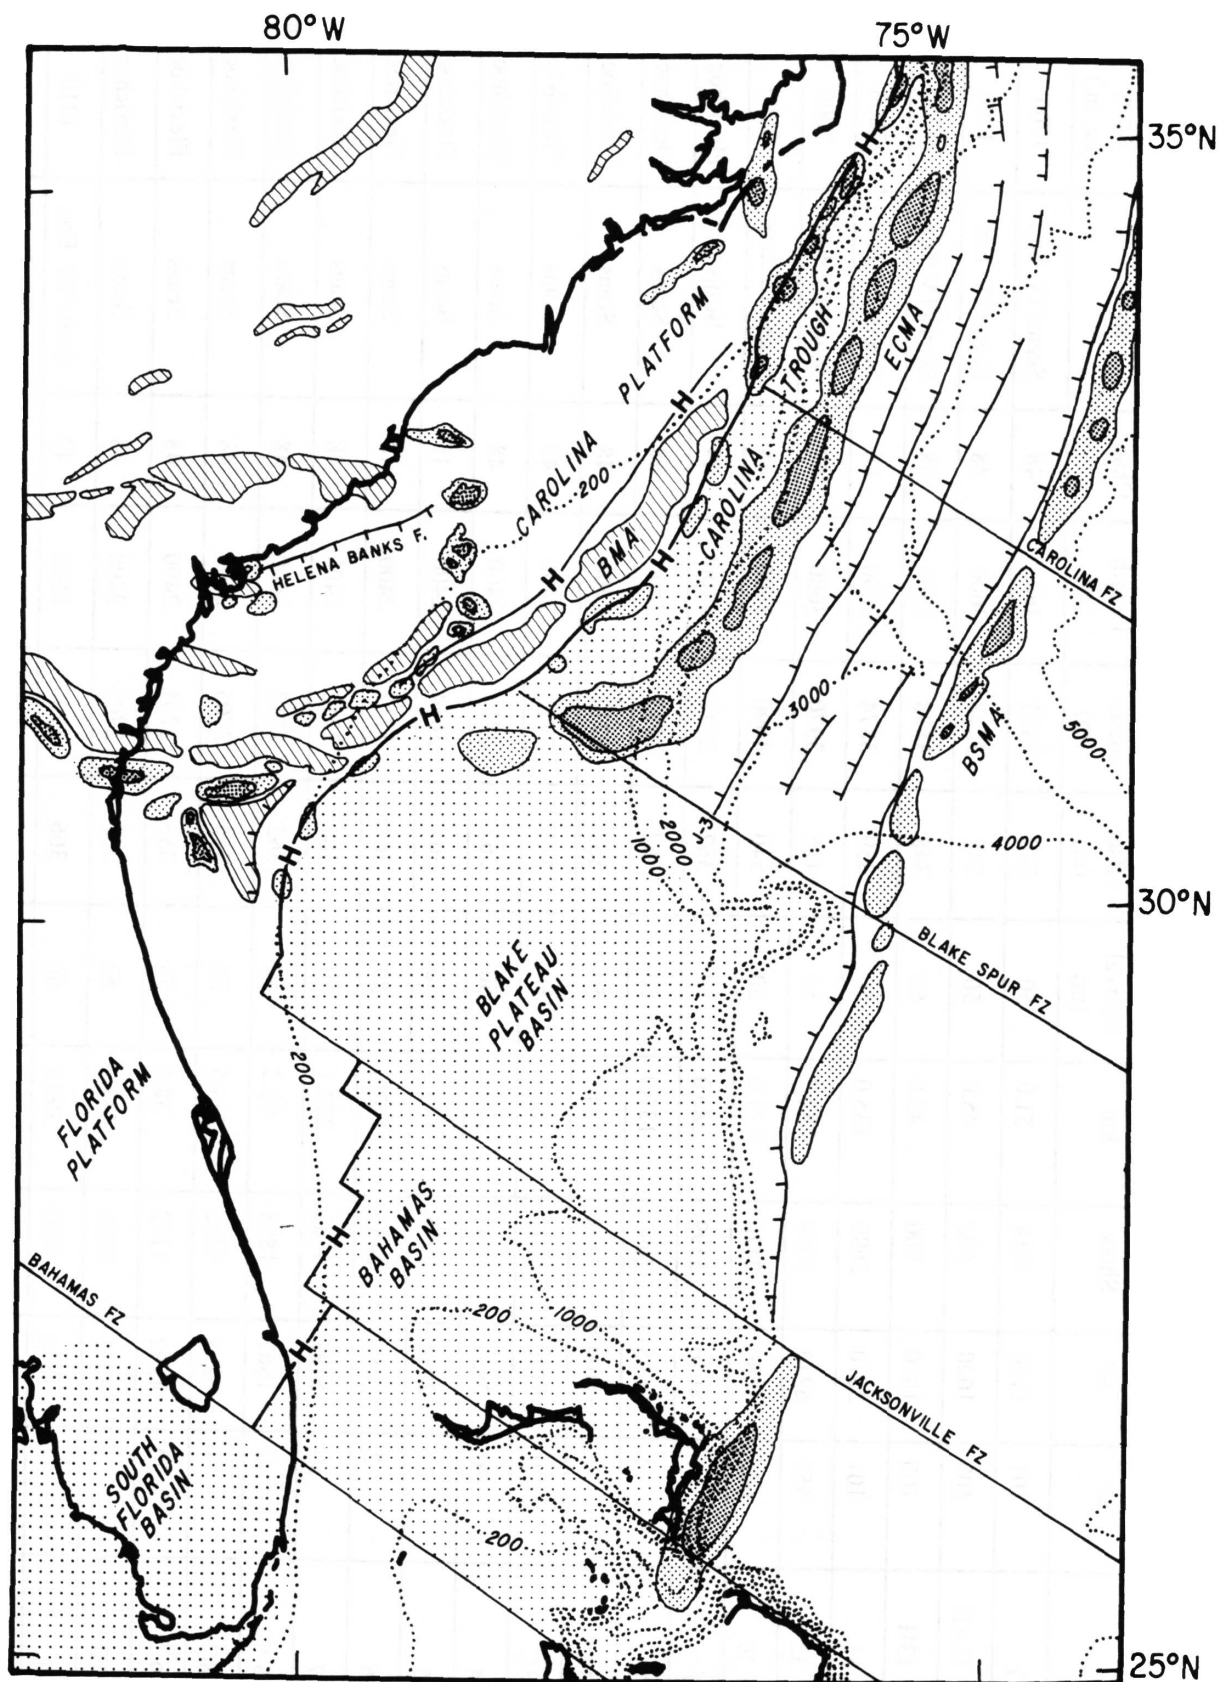 80°W
75°W
35°N
H
PLATFORM
TROUGH
ECMA
H
CAROLINA
200
CAROLINA
HELENA BANKS F.
BMA
H
H
CAROLINA FZ
H
3000
5000
BSMA
J-3
2000
1000
4000
H
30°N
BLAKE
PLATEAU
BASIN
BLAKE SPUR FZ
200
FLORIDA
PLATFORM
BAHAMAS
BASIN
H
BAHAMAS FZ
200
1000
H
JACKSONVILLE FZ
SOUTH
FLORIDA
BASIN
200
25°N